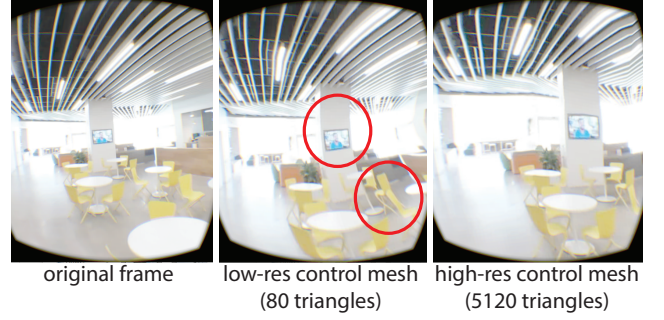 original frame
low-res control mesh
(80 triangles)
high-res control mesh
(5120 triangles)